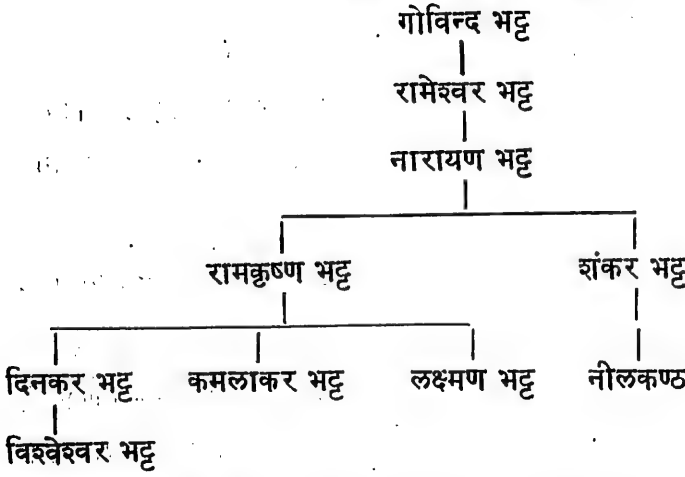 गोविन्द भट्ट
रामेश्वर भट्ट
नारायण भट्ट
रामकृष्ण भट्ट शंकर भट्ट
दिनकर भट्ट कमलाकर भट्ट लक्ष्मण भट्ट नीलकण्ठ
विश्वेश्वर भट्ट